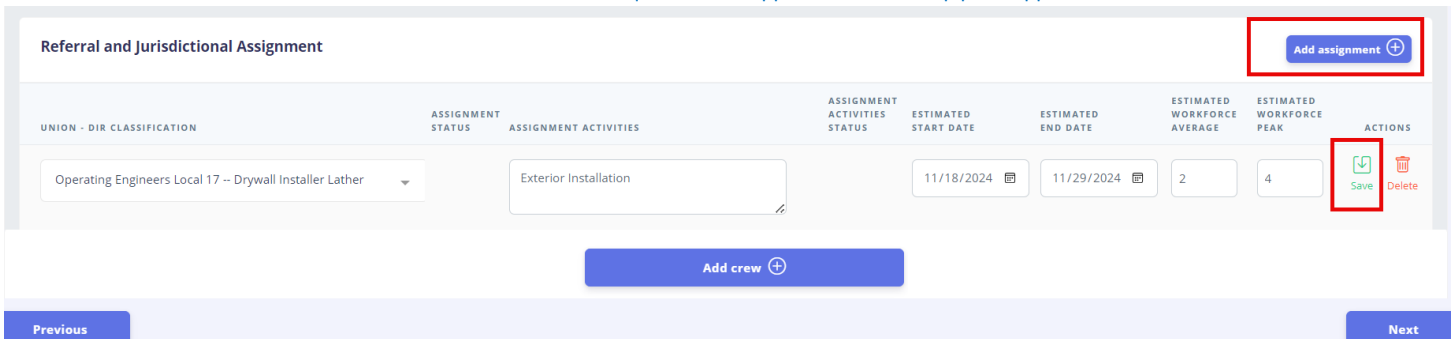 Referral and Jurisdictional Assignment
Add assignment
UNION - DIR CLASSIFICATION
ASSIGNMENT
STATUS
ASSIGNMENT ACTIVITIES
ASSIGNMENT
ACTIVITIES
STATUS
ESTIMATED
START DATE
ESTIMATED
END DATE
ESTIMATED
WORKFORCE
AVERAGE
ESTIMATED
WORKFORCE
PEAK
ACTIONS
Operating Engineers Local 17 -- Drywall Installer Lather
Exterior Installation
11/18/2024
11/29/2024
2
4
Save
Delete
Add crew
Previous
Next